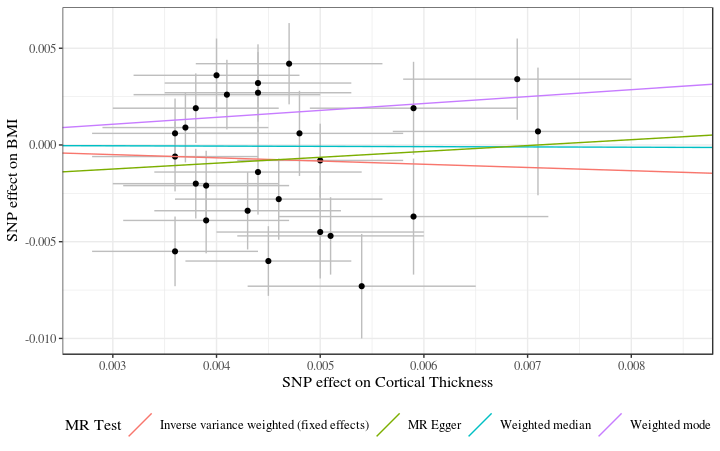 SNP effect on BMI
0.005
0.000
-0.005
-0.010
0.003 0.004 0.005 0.006 0.007 0.008
SNP effect on Cortical Thickness
MR Test Inverse variance weighted (fixed effects) MR Egger Weighted median Weighted mode